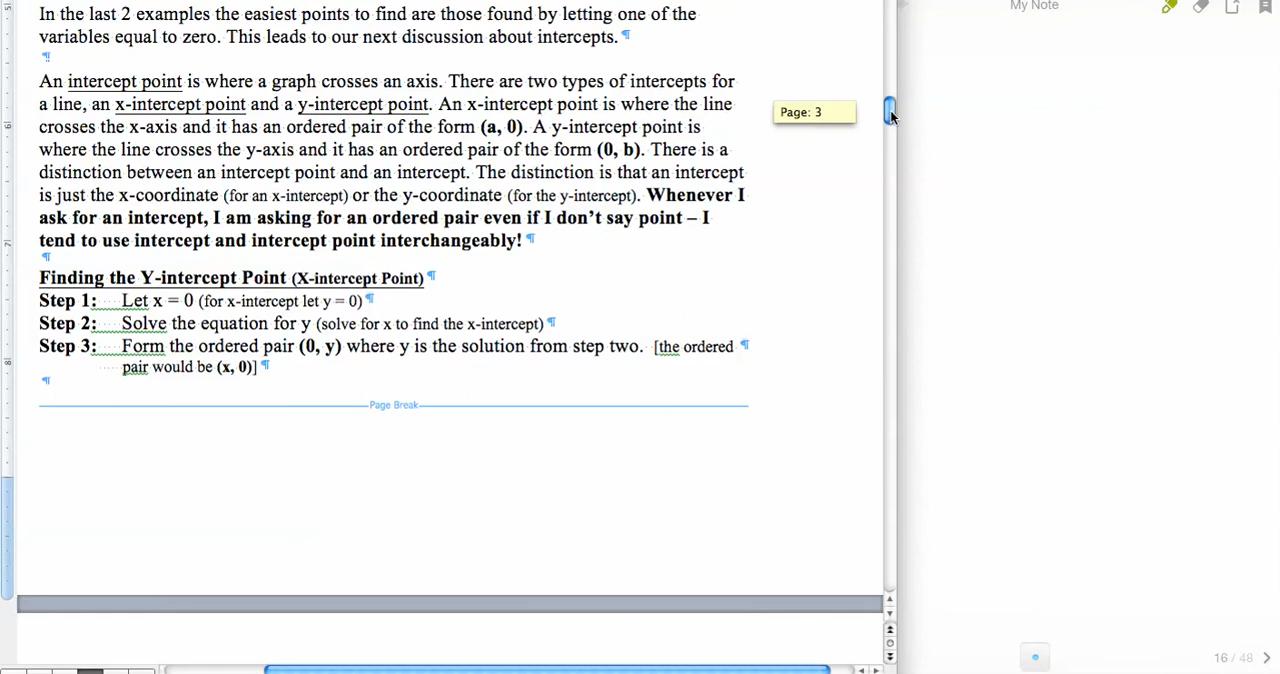 In the last 2 examples the easiest points to find are those found by letting one of the
variables equal to zero. This leads to our next discussion about intercepts. ¶
¶
An intercept point is where a graph crosses an axis. There are two types of intercepts for
a line, an x-intercept point and a y-intercept point. An x-intercept point is where the line
crosses the x-axis and it has an ordered pair of the form (a, 0). A y-intercept point is
where the line crosses the y-axis and it has an ordered pair of the form (0, b). There is a
distinction between an intercept point and an intercept. The distinction is that an intercept
is just the x-coordinate (for an x-intercept) or the y-coordinate (for the y-intercept). Whenever I
ask for an intercept, I am asking for an ordered pair even if I don’t say point – I
tend to use intercept and intercept point interchangeably! ¶
¶
Finding the Y-intercept Point (X-intercept Point) ¶
Step 1: Let x = 0 (for x-intercept let y = 0) ¶
Step 2: Solve the equation for y (solve for x to find the x-intercept) ¶
Step 3: Form the ordered pair (0, y) where y is the solution from step two. [the ordered ¶
pair would be (x, 0)] ¶
¶
Page Break
Page: 3
My Note
16 / 48